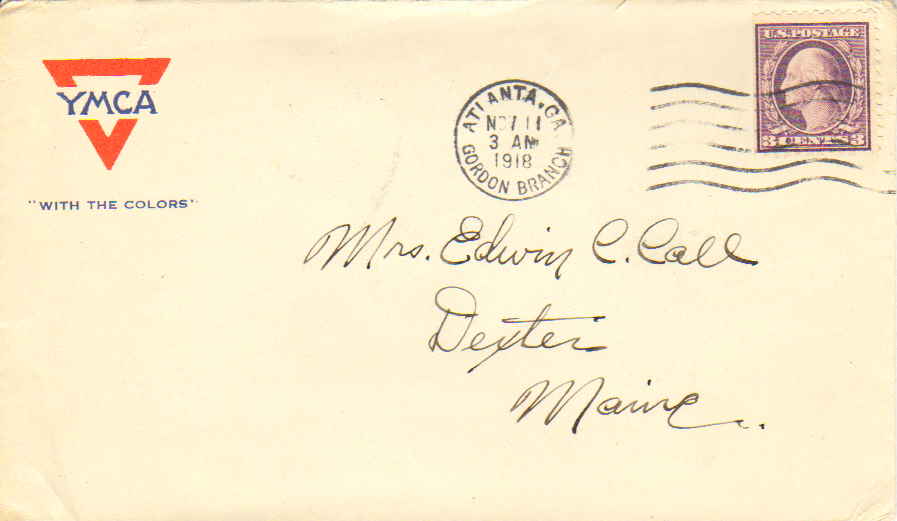 YMCA
"WITH THE COLORS"
ATLANTA, GA.
NOV 11
3 AM
1918
GORDON BRANCH
U.S. POSTAGE
3 CENTS 3
Mrs. Edwin C. Call
Dexter
Maine.